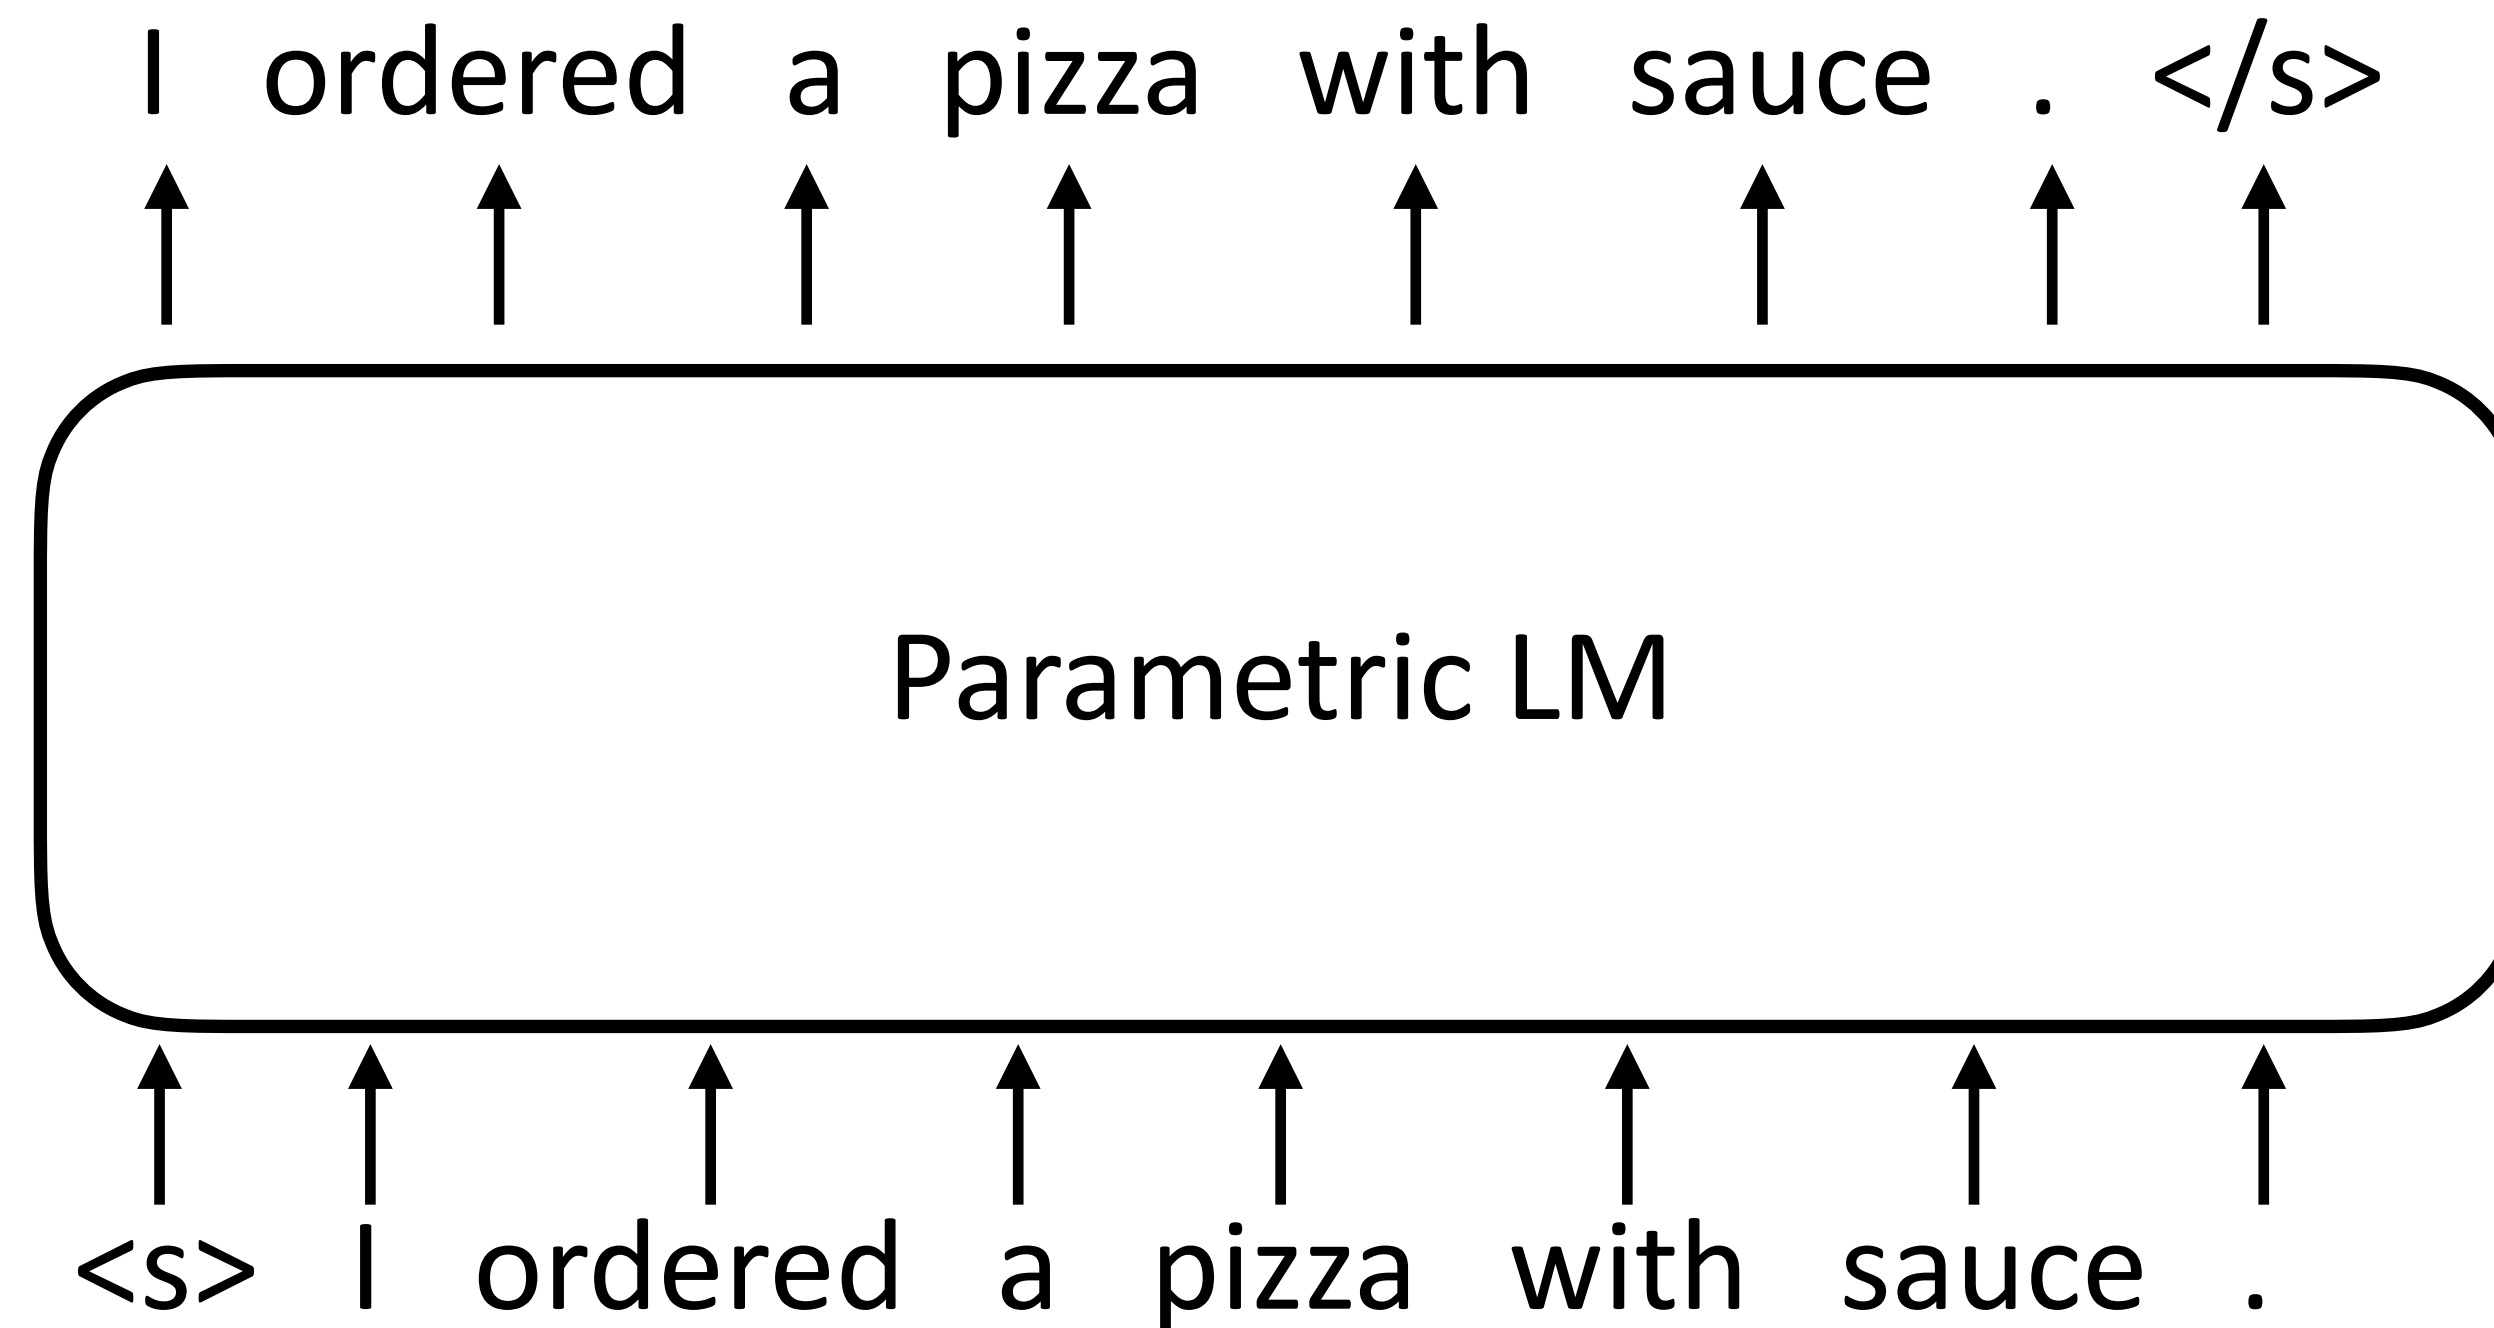 I ordered a pizza with sauce . </s>
Parametric LM
<s> I ordered a pizza with sauce .